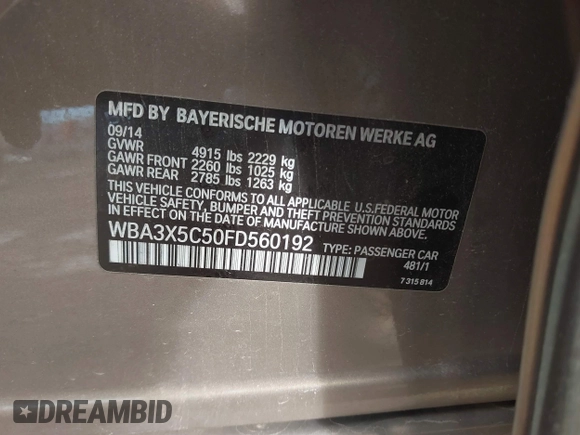 MFD BY BAYERISCHE MOTOREN WERKE AG
09/14
GVWR 4915 lbs 2229 kg
GAWR FRONT 2260 lbs 1025 kg
GAWR REAR 2785 lbs 1263 kg
THIS VEHICLE CONFORMS TO ALL APPLICABLE U.S.FEDERAL MOTOR
VEHICLE SAFETY, BUMPER AND THEFT PREVENTION STANDARDS IN
EFFECT ON THE DATE OF MANUFACTURE SHOWN ABOVE.
WBA3X5C50FD560192
TYPE: PASSENGER CAR
481/1
7 315 814
DREAMBID